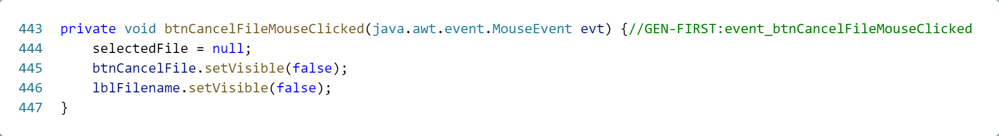 443 private void btnCancelFileMouseClicked(java.awt.event.MouseEvent evt) {//GEN-FIRST:event_btnCancelFileMouseClicked
444     selectedFile = null;
445     btnCancelFile.setVisible(false);
446     lblFilename.setVisible(false);
447 }